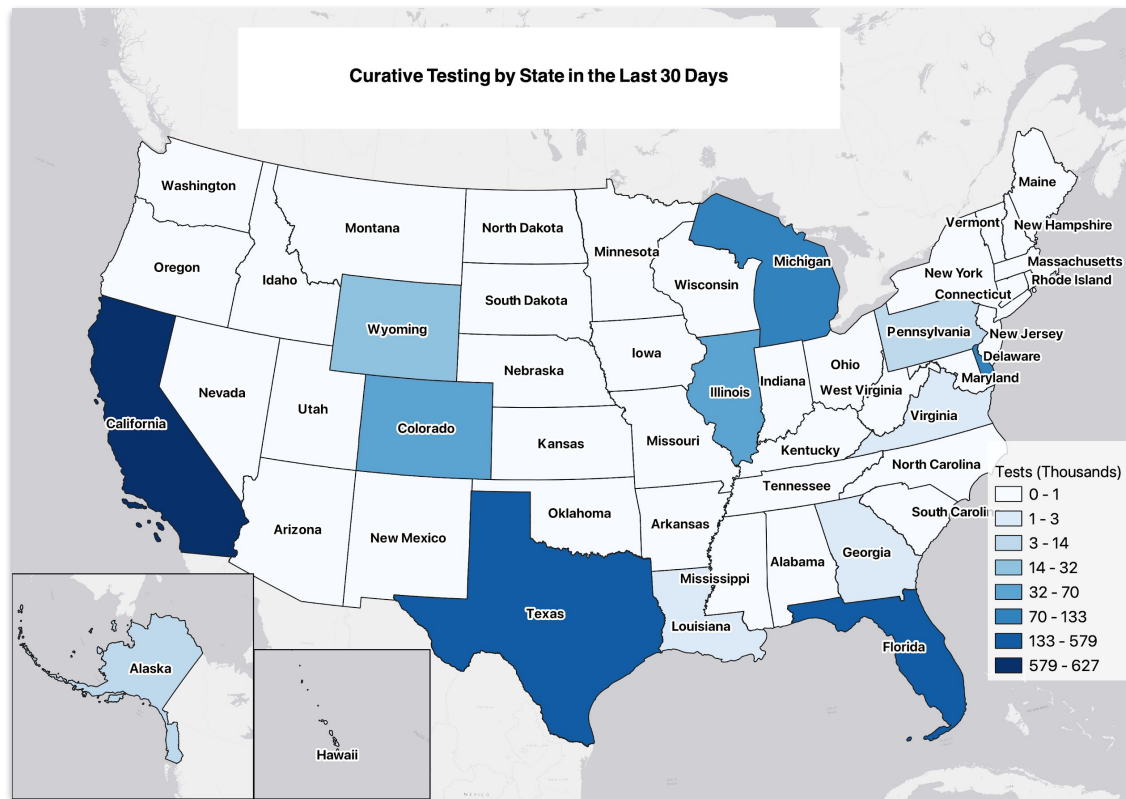 Curative Testing by State in the Last 30 Days
Washington
Maine
Montana
North Dakota
Vermont
New Hampshire
Minnesota
Oregon
Michigan
Massachusetts
Idaho
New York
Rhode Island
Wisconsin
Connecticut
South Dakota
Wyoming
Pennsylvania
New Jersey
Iowa
Delaware
Ohio
Nebraska
Maryland
Indiana
Nevada
West Virginia
Illinois
Utah
Virginia
California
Colorado
Missouri
Kansas
Kentucky
North Carolina
Tennessee
South Carolin
Oklahoma
Arkansas
Arizona
New Mexico
Georgia
Alabama
Mississippi
Texas
Louisiana
Florida
Alaska
Hawaii
MEXICO
Tests (Thousands)
0 - 1
1 - 3
3 - 14
14 - 32
32 - 70
70 - 133
133 - 579
579 - 627